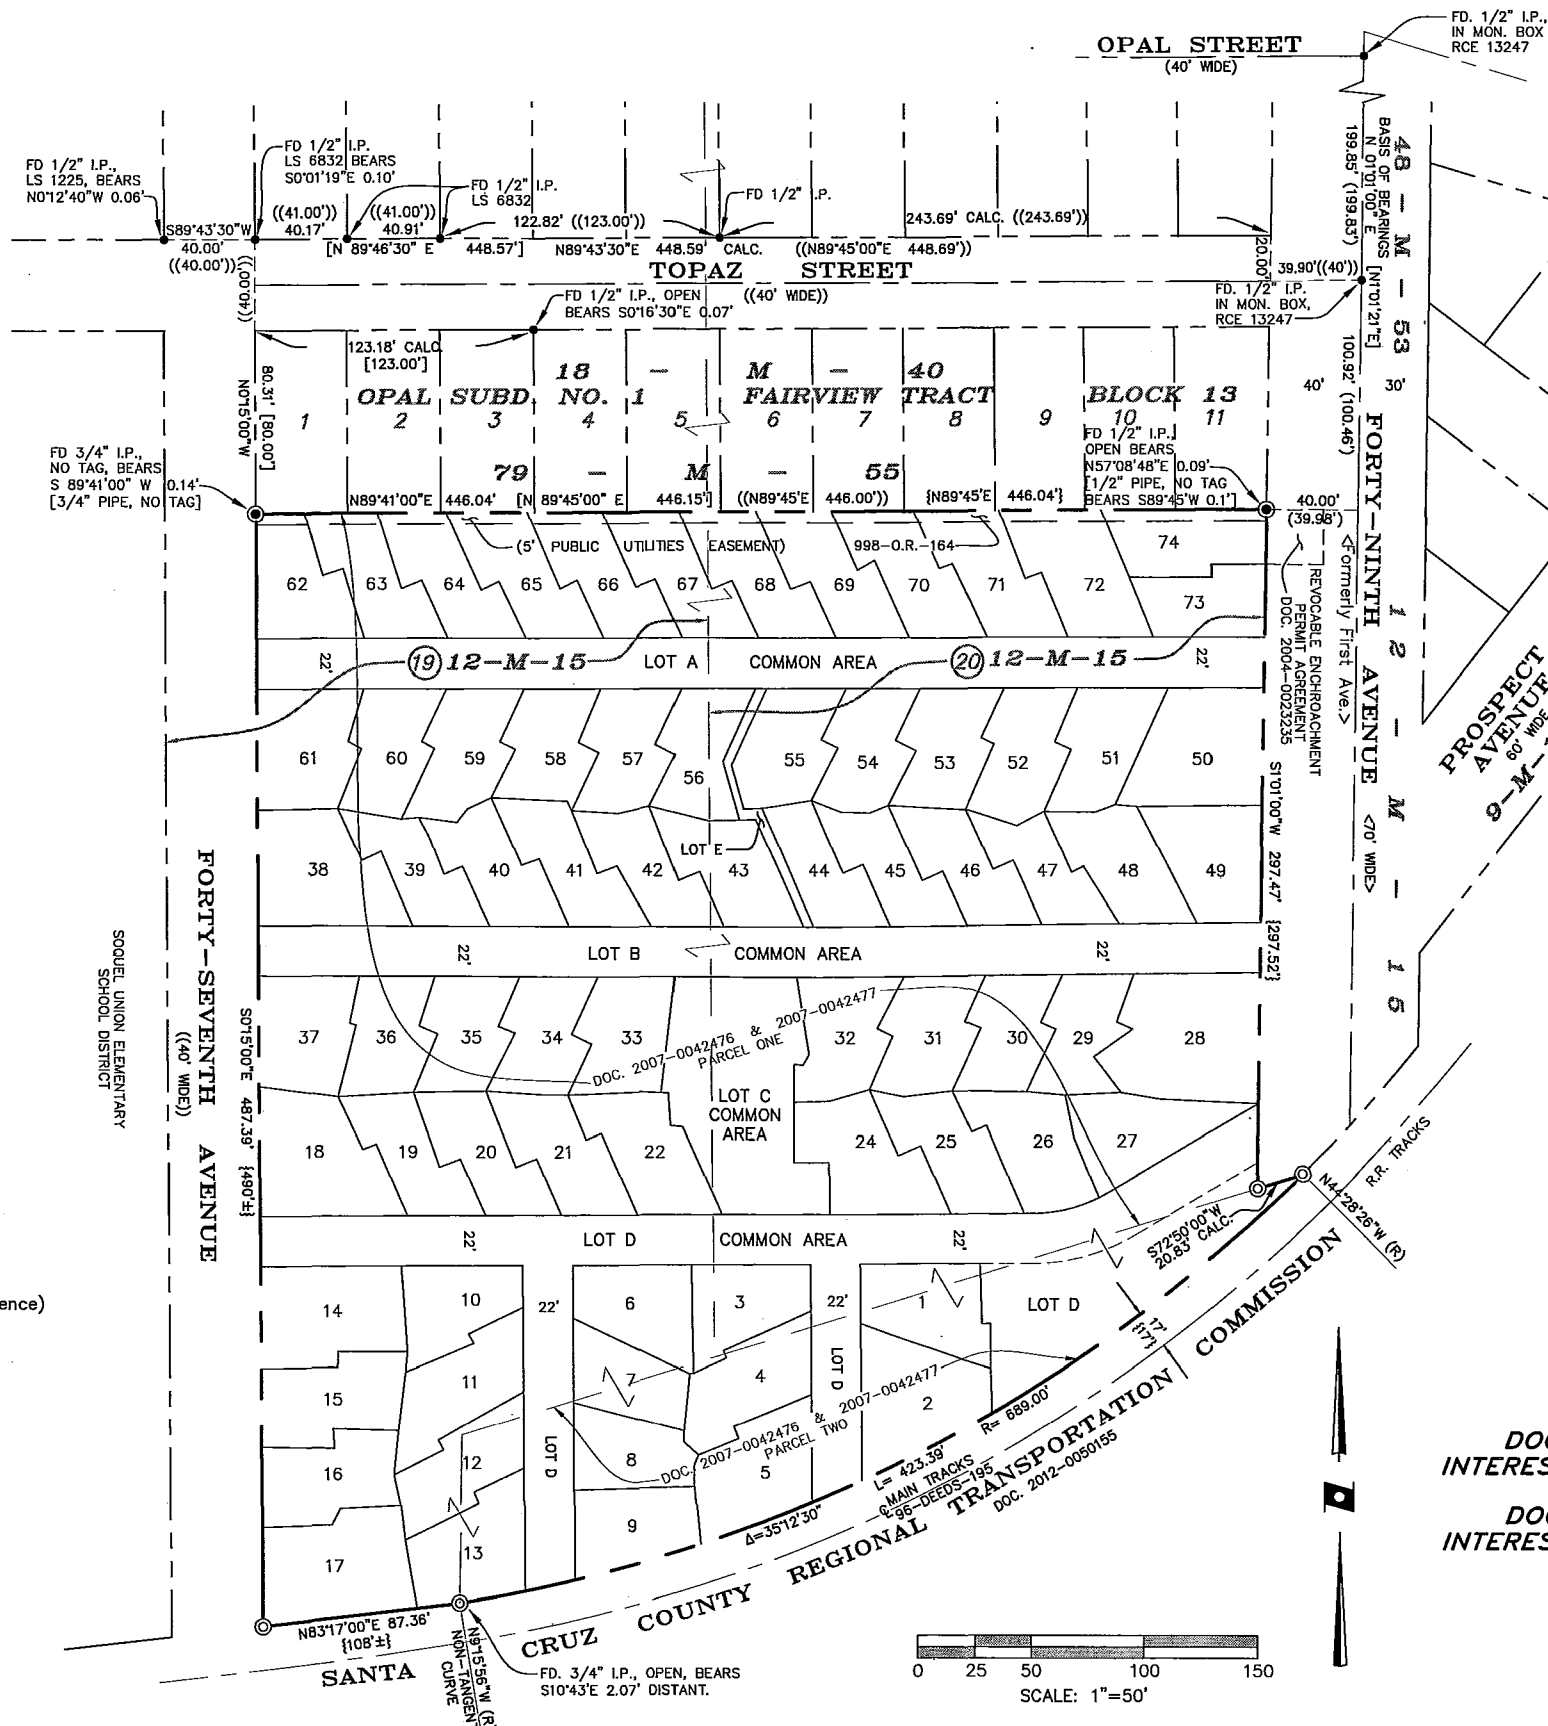 OPAL STREET
(40' WIDE)
FD. 1/2" I.P.,
IN MON. BOX
RCE 13247
FD 1/2" I.P.,
LS 1225, BEARS
N0°12'40"W 0.06'
FD 1/2" I.P.
LS 6832 BEARS
S0°01'19"E 0.10'
FD 1/2" I.P.
LS 6832
FD 1/2" I.P.
((41.00')) ((41.00'))
S89°43'30"W 40.17' 40.91' 122.82' ((123.00')) 243.69' CALC. ((243.69'))
40.00' [N 89°46'30" E 448.57'] N89°43'30"E 448.59' CALC. ((N89°45'00"E 448.69'))
((40.00'))
((40.00'))
20.00'
39.90'((40'))
TOPAZ STREET
((40' WIDE))
FD 1/2" I.P., OPEN
BEARS S0°16'30"E 0.07'
FD. 1/2" I.P.
IN MON. BOX,
RCE 13247
BASIS OF BEARINGS
N 01°01'00" E [N1°01'21"E]
199.85' (199.83')
48-M-53
100.92' (100.46')
40' 30'
123.18' CALC.
[123.00']
80.31' [80.00']
N0°15'00"W
18 - M - 40
OPAL SUBD. NO. 1 FAIRVIEW TRACT BLOCK 13
1 2 3 4 5 6 7 8 9 10 11
79 - M - 55
FD 3/4" I.P.,
NO TAG, BEARS
S 89°41'00" W 0.14'
[3/4" PIPE, NO TAG]
FD 1/2" I.P.,
OPEN BEARS
N57°08'48"E 0.09'
[1/2" PIPE, NO TAG
BEARS S89°45'W 0.1']
N89°41'00"E 446.04' [N 89°45'00" E 446.15'] ((N89°45'E 446.00')) {N89°45'E 446.04'}
40.00'
(39.98')
(5' PUBLIC UTILITIES EASEMENT) 998-O.R.-164
62 63 64 65 66 67 68 69 70 71 72 74
73
REVOCABLE ENCHROACHMENT
PERMIT AGREEMENT
DOC. 2004-0023235
<Formerly First Ave.>
FORTY-NINTH AVENUE
<70' WIDE>
12-M-15
PROSPECT
AVENUE
60' WIDE
9-M-
22' 19 12-M-15 LOT A COMMON AREA 20 12-M-15 22'
61 60 59 58 57 56 55 54 53 52 51 50
LOT E
38 39 40 41 42 43 44 45 46 47 48 49
S1°01'00"W 297.47' {297.52'}
22' LOT B COMMON AREA 22'
FORTY-SEVENTH AVENUE
((40' WIDE))
SOQUEL UNION ELEMENTARY
SCHOOL DISTRICT
S0°15'00"E 487.39' {490'±}
37 36 35 34 33 32 31 30 29 28
DOC. 2007-0042476 & 2007-0042477
PARCEL ONE
LOT C
COMMON
AREA
18 19 20 21 22 24 25 26 27
R.R. TRACKS
N44°28'26"W (R)
S72°50'00"W
20.83' CALC.
22' LOT D COMMON AREA 22'
ence)
14 10 22' 6 3 22' 1 LOT D
17'
{17'}
15 11 7 4 LOT D 2
DOC. 2007-0042476 & 2007-0042477
PARCEL TWO
16 12 LOT D 8 5
17 13 9
Δ=35°12'30" L= 423.39' R= 689.00'
MAIN TRACKS
96-DEEDS-195
DOC. 2012-0050155
SANTA CRUZ COUNTY REGIONAL TRANSPORTATION COMMISSION
N83°17'00"E 87.36'
{108'±}
N9°15'56"W (R)
NON-TANGENT
CURVE
FD. 3/4" I.P., OPEN, BEARS
S10°43'E 2.07' DISTANT.
0 25 50 100 150
SCALE: 1"=50'
DOC
INTERES
DOC
INTERES